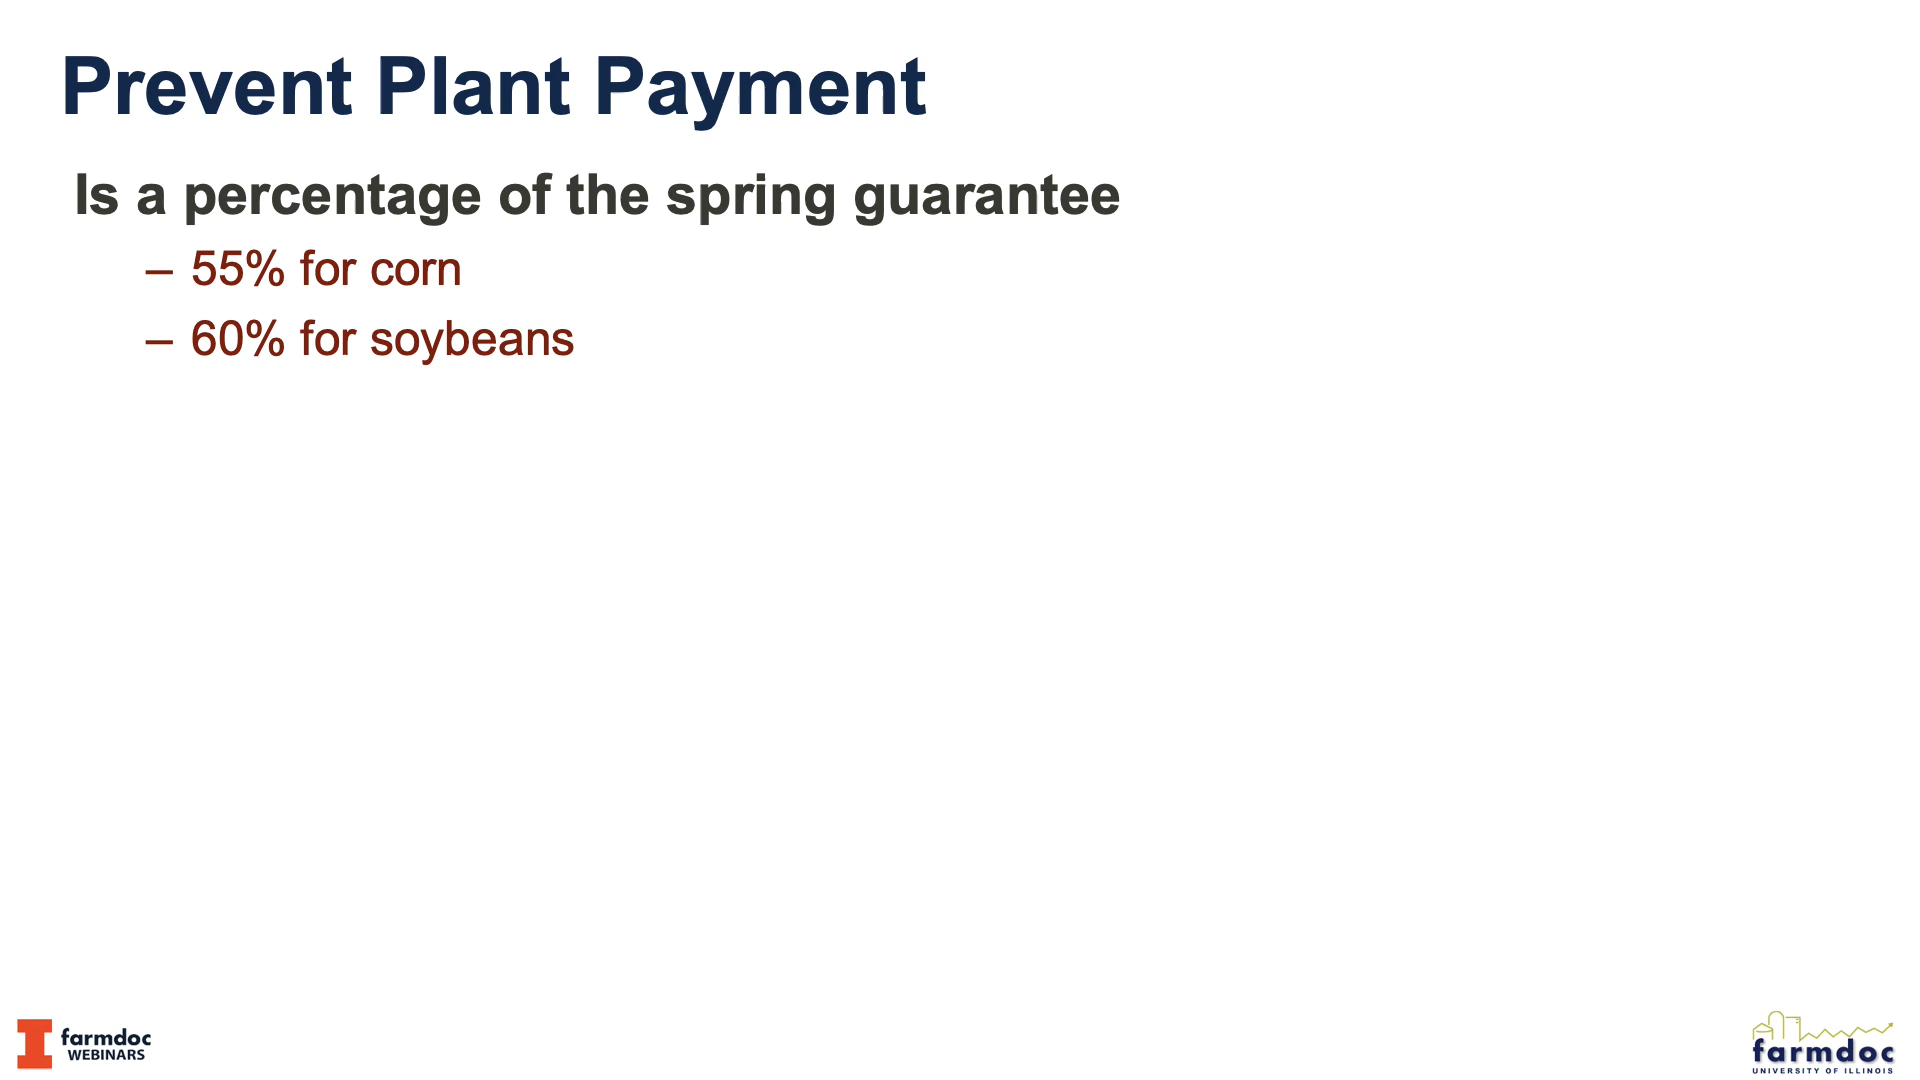 Prevent Plant Payment
Is a percentage of the spring guarantee
– 55% for corn
– 60% for soybeans
farmdoc
WEBINARS
farmdoc
UNIVERSITY OF ILLINOIS